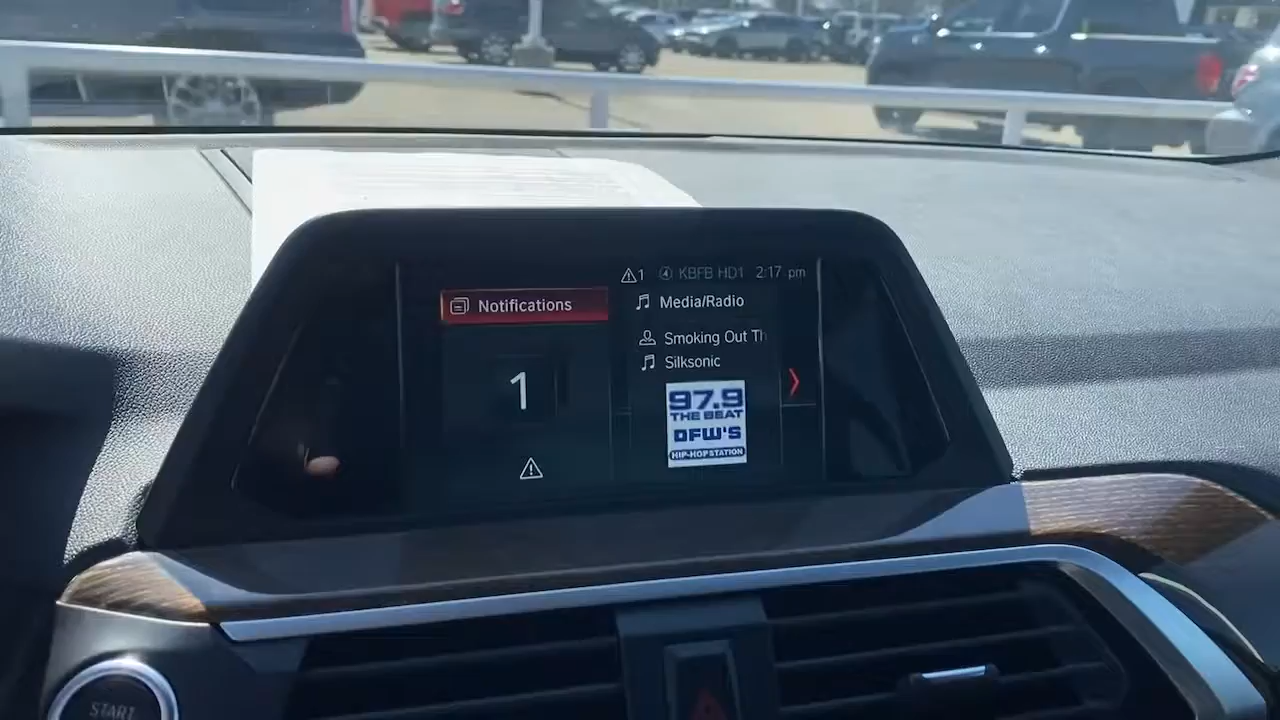 1 4 KBFB HD1 2:17 pm
Notifications
1
Media/Radio
Smoking Out Th
Silksonic
97.9
THE BEAT
DFW'S
HIP-HOP STATION
START